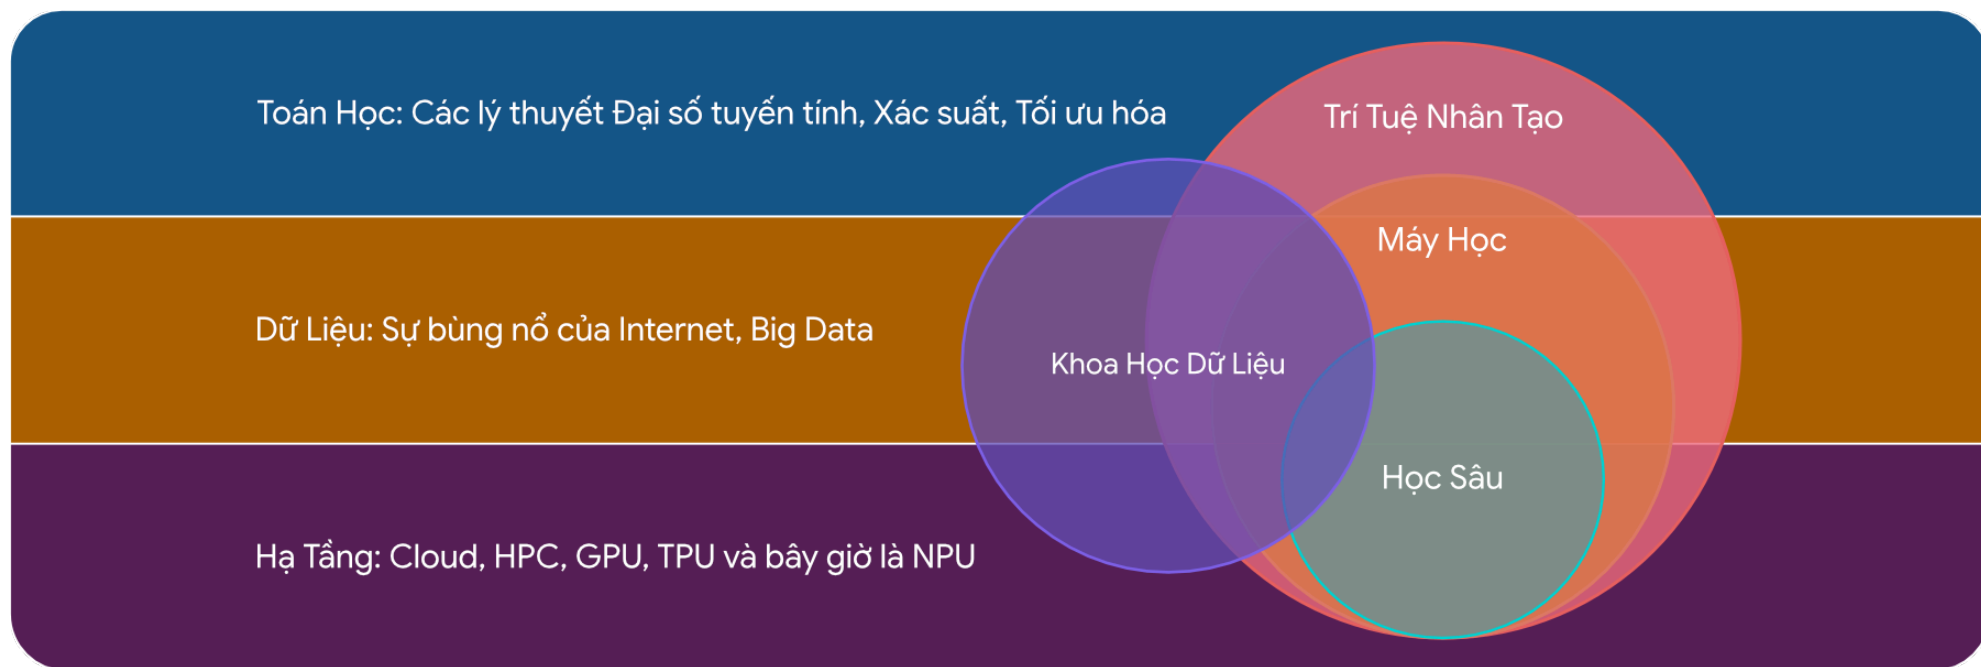 Toán Học: Các lý thuyết Đại số tuyến tính, Xác suất, Tối ưu hóa
Trí Tuệ Nhân Tạo
Máy Học
Dữ Liệu: Sự bùng nổ của Internet, Big Data
Khoa Học Dữ Liệu
Học Sâu
Hạ Tầng: Cloud, HPC, GPU, TPU và bây giờ là NPU